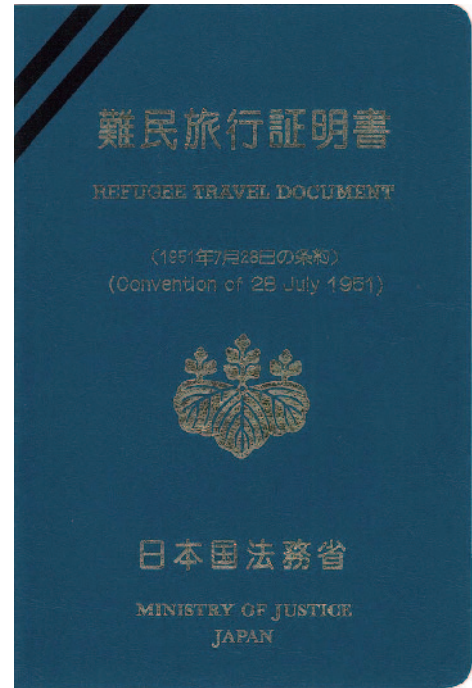 難民旅行証明書
REFUGEE TRAVEL DOCUMENT
(1951年7月28日の条約)
(Convention of 28 July 1951)
日本国法務省
MINISTRY OF JUSTICE
JAPAN